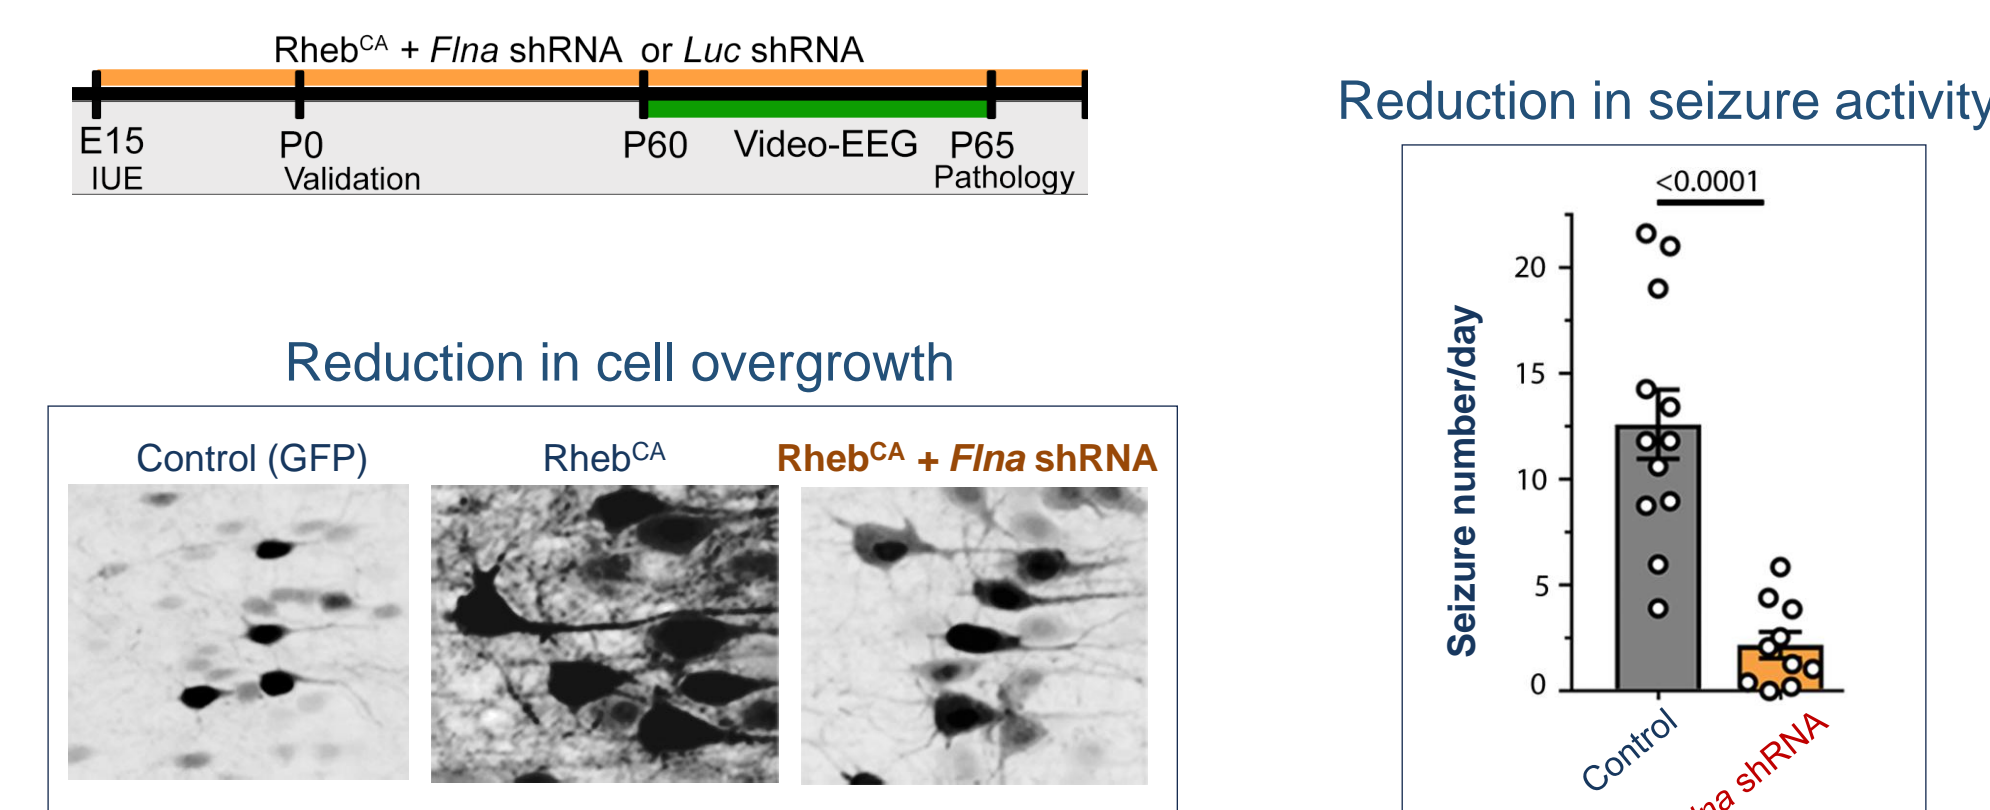 Rheb^CA + Flna shRNA or Luc shRNA
E15
P0
P60
Video-EEG
P65
IUE
Validation
Pathology
Reduction in cell overgrowth
Control (GFP)
Rheb^CA
Rheb^CA + Flna shRNA
Reduction in seizure activity
<0.0001
Seizure number/day
20
15
10
5
0
Control
shRNA